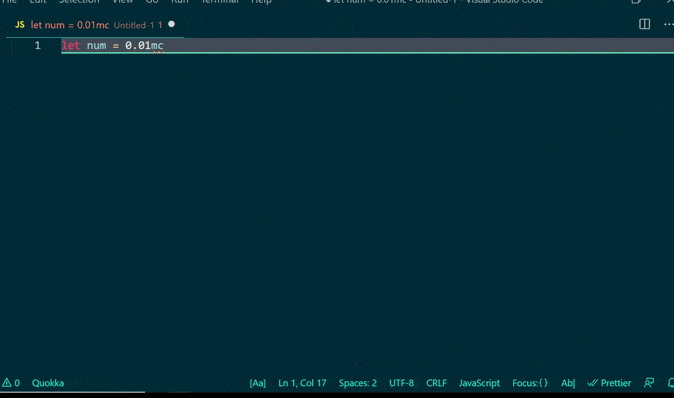 File Edit Selection View Go Run Terminal Help ● let num = 0.01mc • Untitled-1 - Visual Studio Code
JS let num = 0.01mc Untitled-1 1 ●
1 let num = 0.01mc
0 Quokka [Aa] Ln 1, Col 17 Spaces: 2 UTF-8 CRLF JavaScript Focus:{} Ab| Prettier